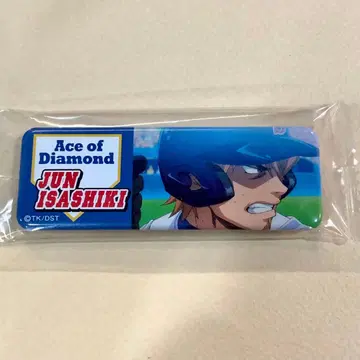 Ace of
Diamond
JUN
ISASHIKI
©TK/DST